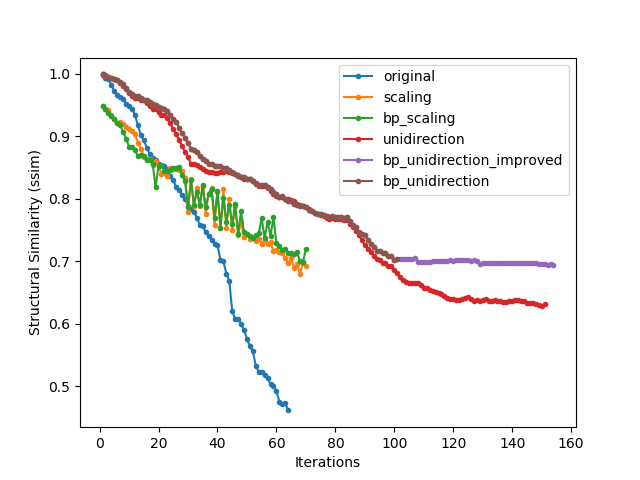 original
scaling
bp_scaling
unidirection
bp_unidirection_improved
bp_unidirection
1.0
0.9
0.8
0.7
0.6
0.5
Structural Similarity (ssim)
0 20 40 60 80 100 120 140 160
Iterations